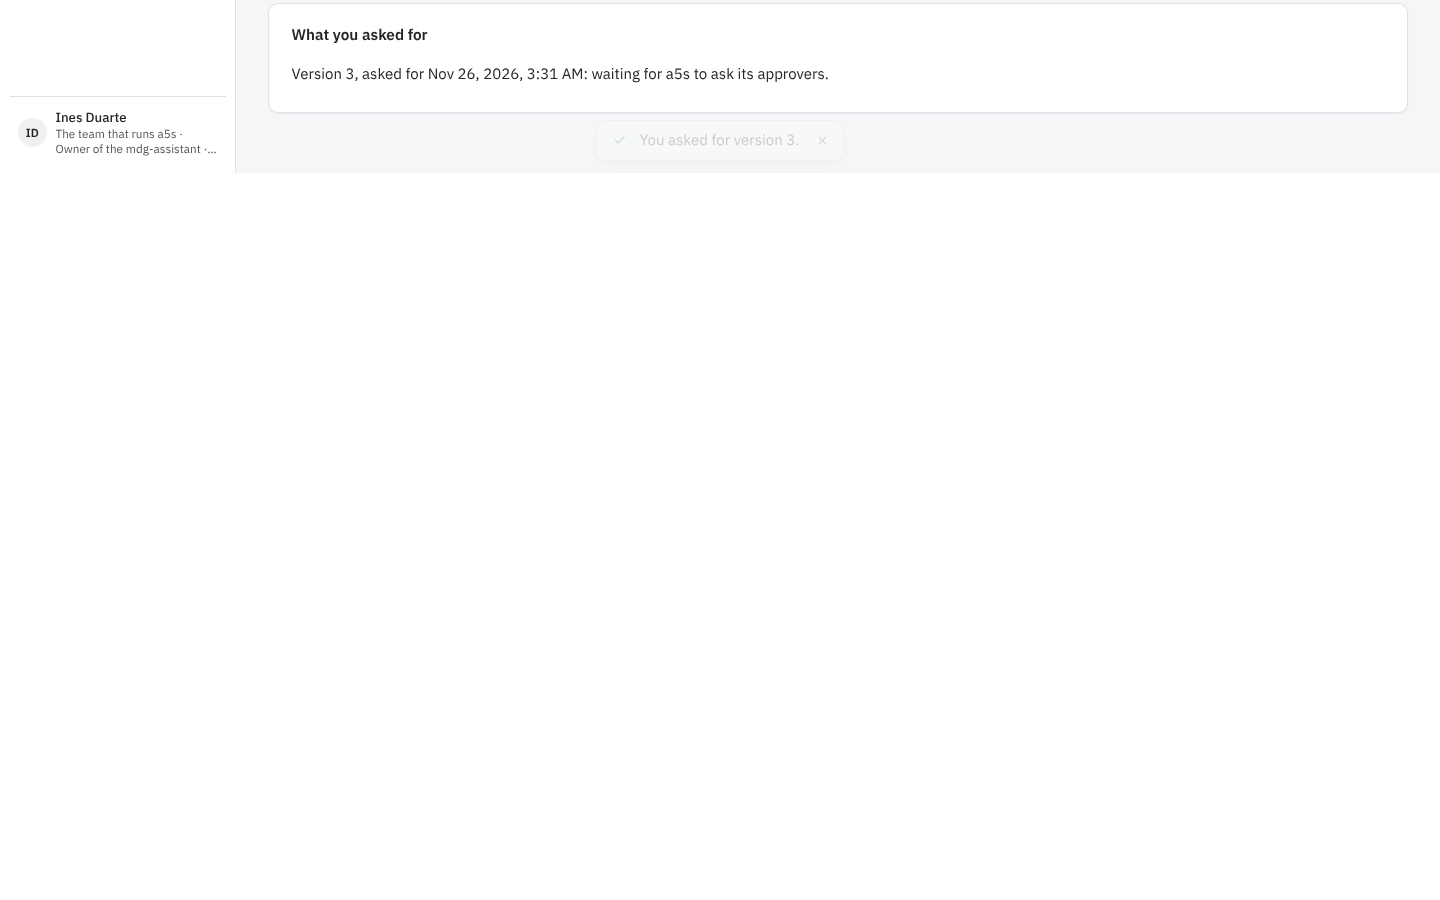 What you asked for
Version 3, asked for Nov 26, 2026, 3:31 AM: waiting for a5s to ask its approvers.
ID
Ines Duarte
The team that runs a5s ·
Owner of the mdg-assistant ·…
You asked for version 3.